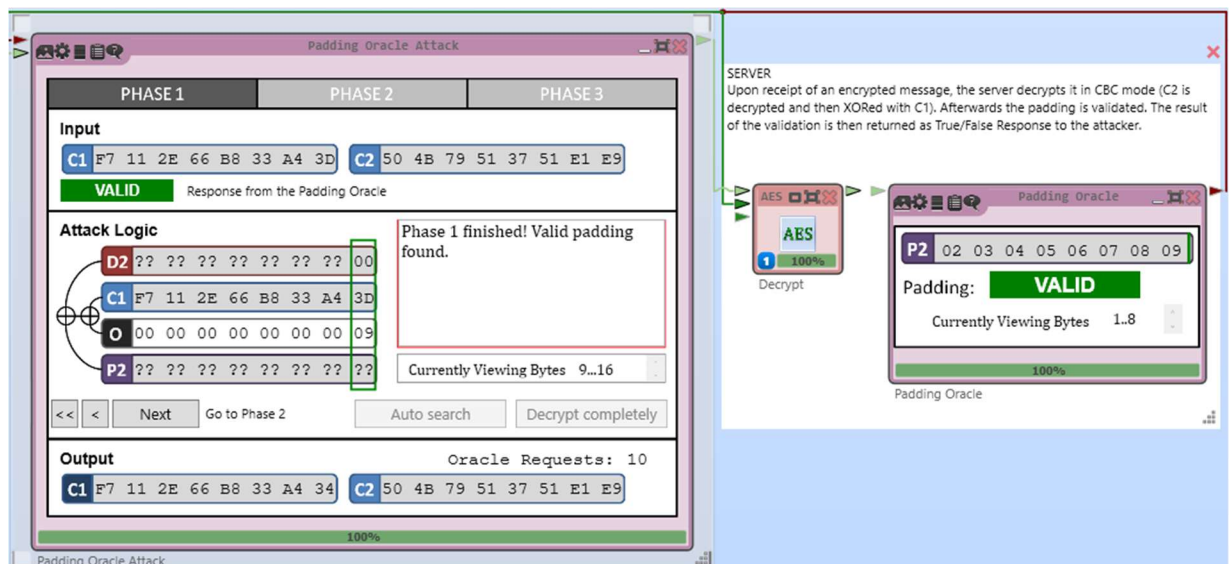 Padding Oracle Attack
PHASE 1 PHASE 2 PHASE 3
Input
C1 F7 11 2E 66 B8 33 A4 3D C2 50 4B 79 51 37 51 E1 E9
VALID Response from the Padding Oracle
Attack Logic
Phase 1 finished! Valid padding
found.
D2 ?? ?? ?? ?? ?? ?? ?? 00
C1 F7 11 2E 66 B8 33 A4 3D
O 00 00 00 00 00 00 00 09
P2 ?? ?? ?? ?? ?? ?? ?? ??
Currently Viewing Bytes 9...16
<< < Next Go to Phase 2 Auto search Decrypt completely
Output Oracle Requests: 10
C1 F7 11 2E 66 B8 33 A4 34 C2 50 4B 79 51 37 51 E1 E9
100%
Padding Oracle Attack
SERVER
Upon receipt of an encrypted message, the server decrypts it in CBC mode (C2 is
decrypted and then XORed with C1). Afterwards the padding is validated. The result
of the validation is then returned as True/False Response to the attacker.
AES
AES
1 100%
Decrypt
Padding Oracle
P2 02 03 04 05 06 07 08 09
Padding: VALID
Currently Viewing Bytes 1..8
100%
Padding Oracle